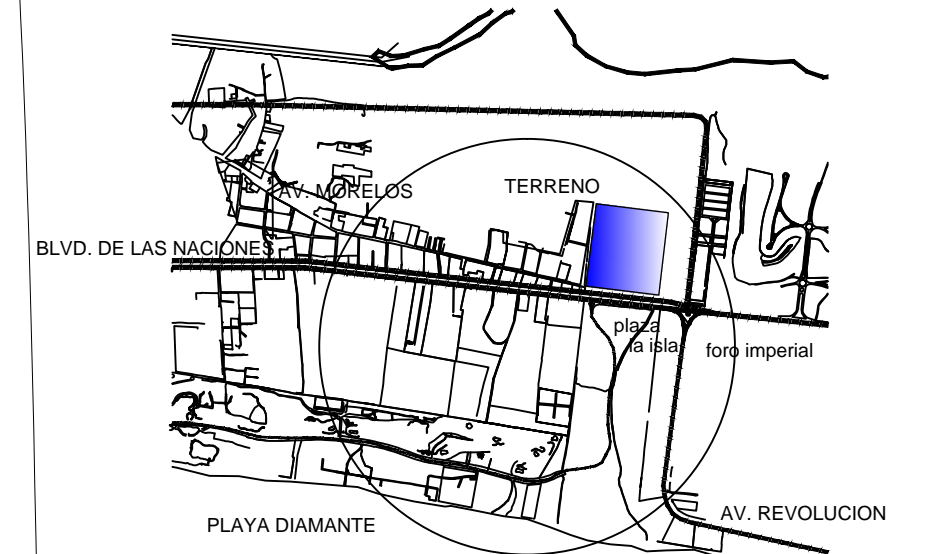 TERRENO
AV. MORELOS
BLVD. DE LAS NACIONES
plaza
la isla
foro imperial
AV. REVOLUCION
PLAYA DIAMANTE